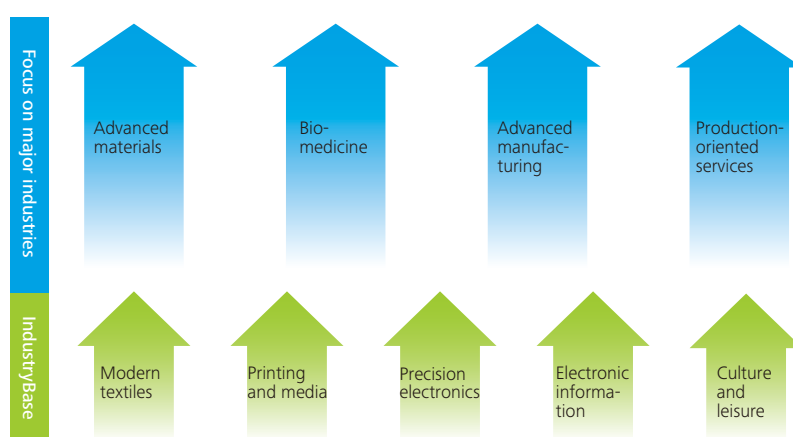 Focus on major industries
Advanced
materials
Bio-
medicine
Advanced
manufac-
turing
Production-
oriented
services
IndustryBase
Modern
textiles
Printing
and media
Precision
electronics
Electronic
informa-
tion
Culture
and
leisure